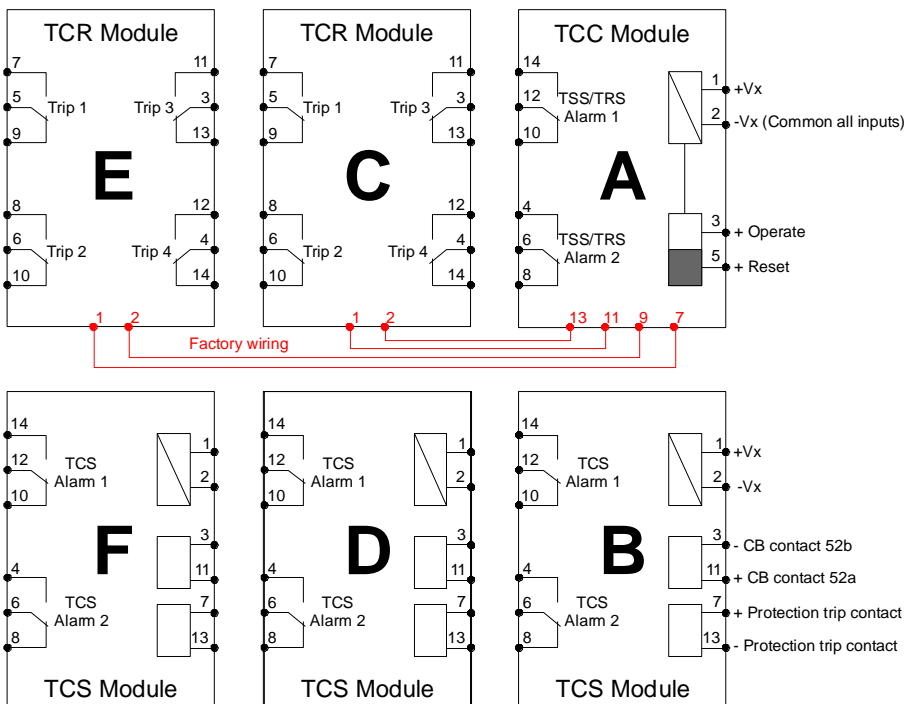 TCR Module
7
11
5
Trip 1
Trip 3
3
9
13
E
8
12
6
Trip 2
Trip 4
4
10
14
1
2
TCR Module
7
11
5
Trip 1
Trip 3
3
9
13
C
8
12
6
Trip 2
Trip 4
4
10
14
1
2
TCC Module
14
12
TSS/TRS
Alarm 1
10
1
+Vx
2
-Vx (Common all inputs)
A
4
6
TSS/TRS
Alarm 2
8
3
+ Operate
5
+ Reset
13
11
9
7
Factory wiring
14
12
TCS
Alarm 1
10
1
2
F
3
11
4
6
TCS
Alarm 2
8
7
13
TCS Module
14
12
TCS
Alarm 1
10
1
2
D
3
11
4
6
TCS
Alarm 2
8
7
13
TCS Module
14
12
TCS
Alarm 1
10
1
+Vx
2
-Vx
B
3
- CB contact 52b
11
+ CB contact 52a
4
6
TCS
Alarm 2
8
7
+ Protection trip contact
13
- Protection trip contact
TCS Module